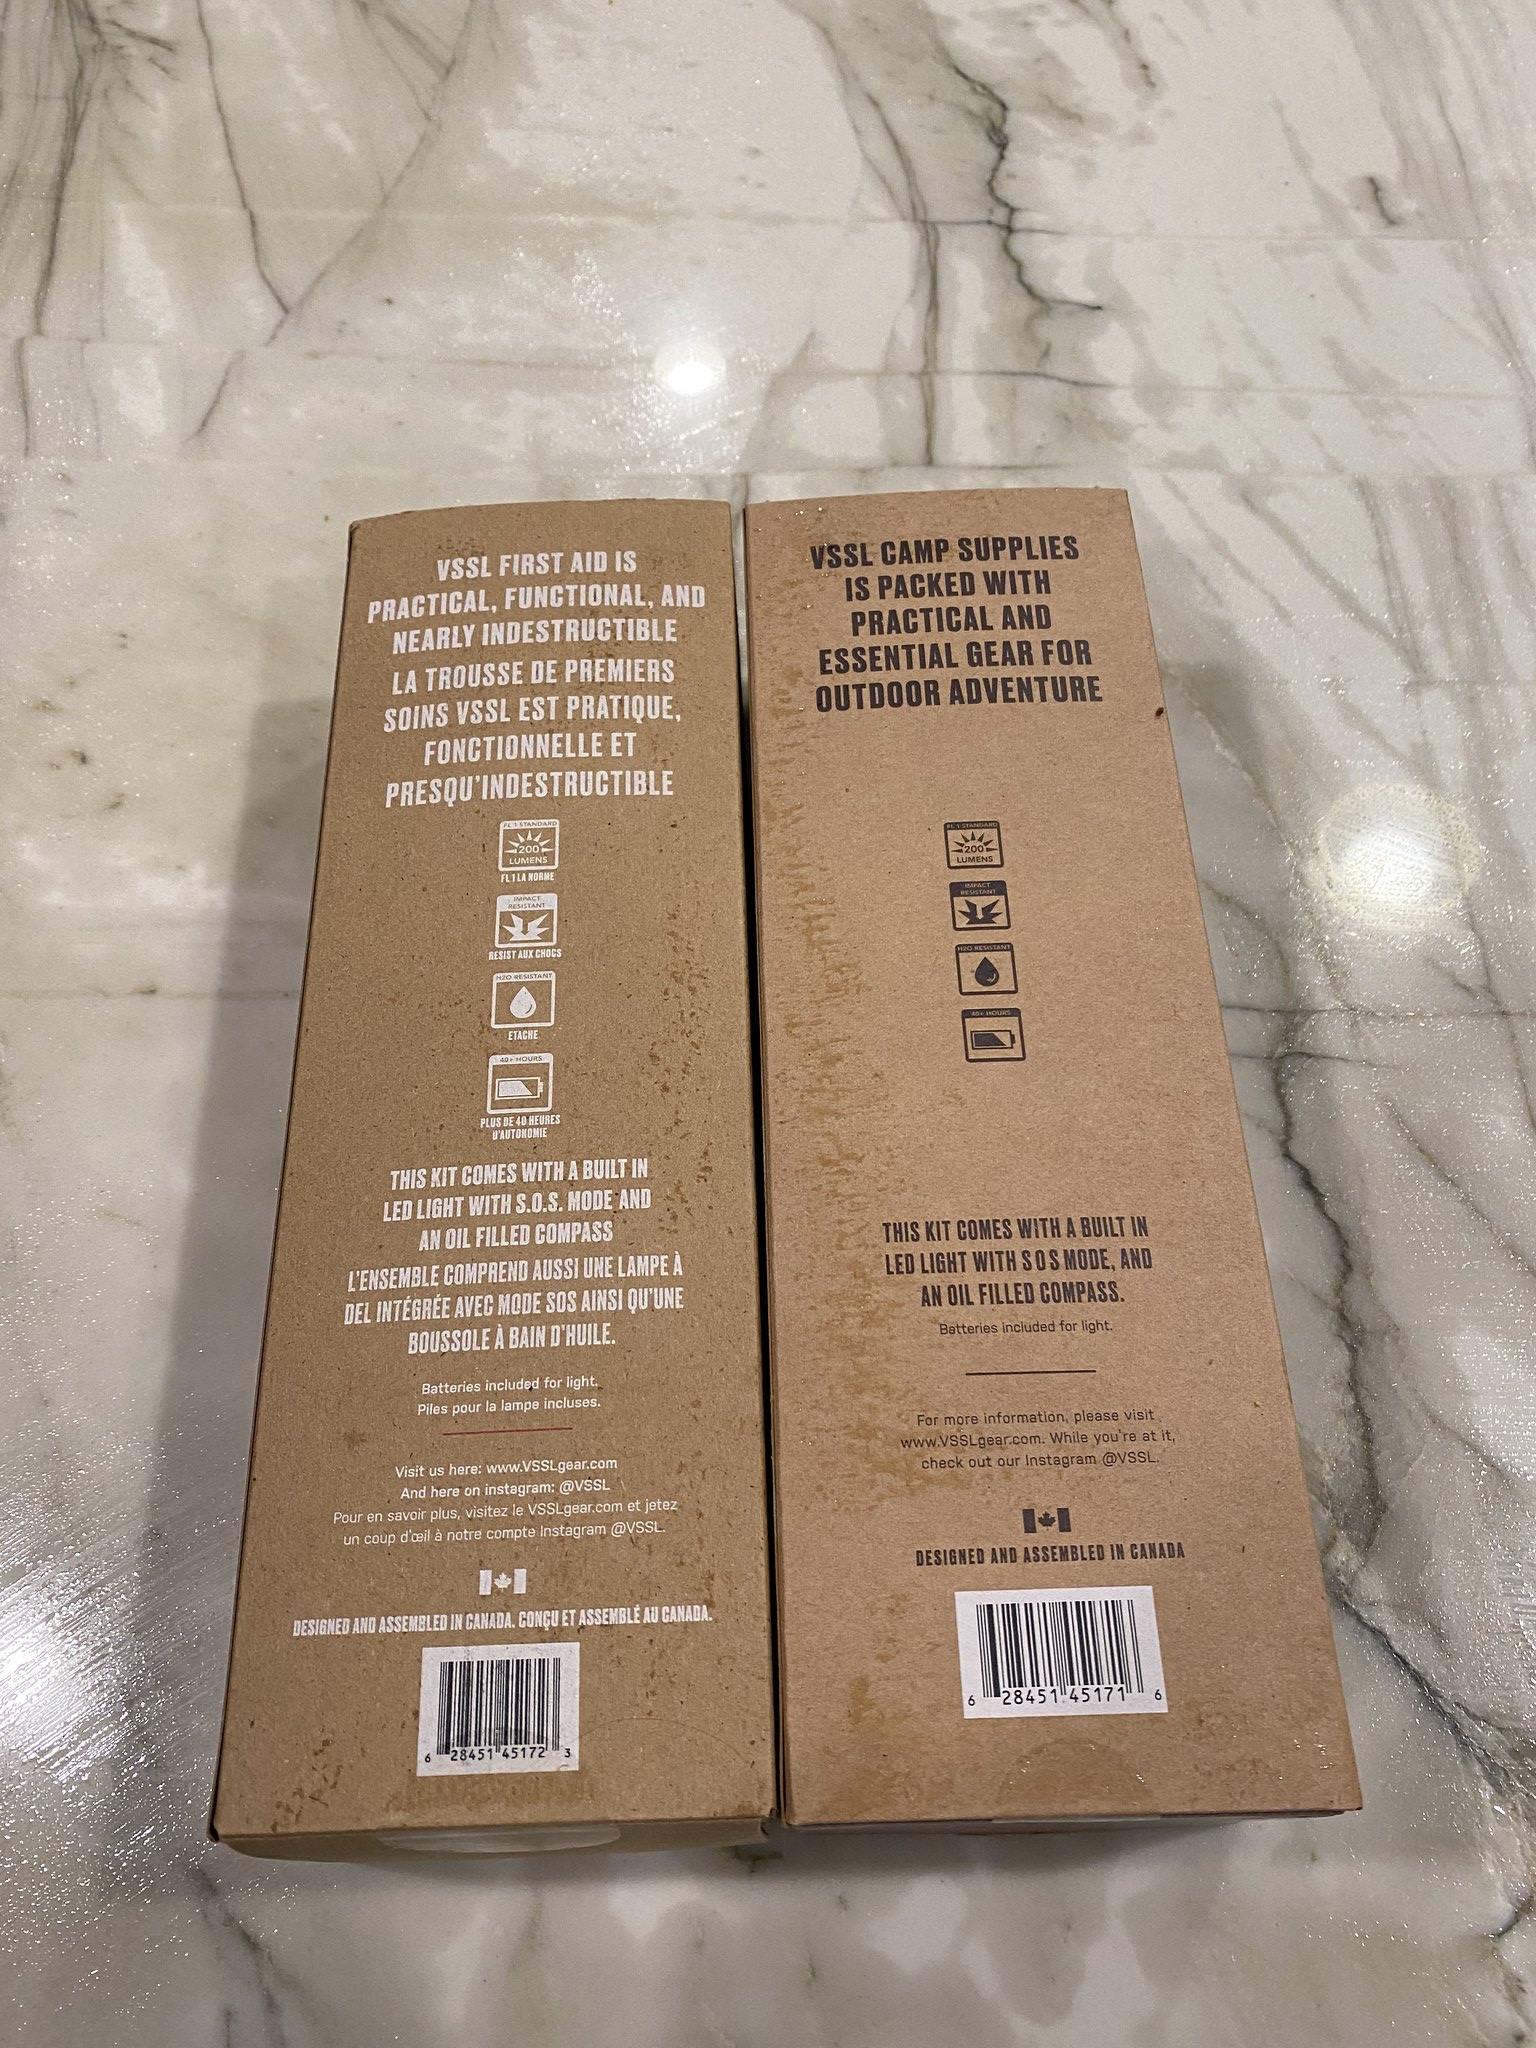 VSSL FIRST AID IS
PRACTICAL, FUNCTIONAL, AND
NEARLY INDESTRUCTIBLE
LA TROUSSE DE PREMIERS
SOINS VSSL EST PRATIQUE,
FONCTIONNELLE ET
PRESQU'INDESTRUCTIBLE
FL 1 STANDARD
200
LUMENS
FL 1 LA NORME
IMPACT
RESISTANT
RESIST AUX CHOCS
H2O RESISTANT
ETACHE
40+ HOURS
PLUS DE 40 HEURES
D'AUTONOMIE
THIS KIT COMES WITH A BUILT IN
LED LIGHT WITH S.O.S. MODE AND
AN OIL FILLED COMPASS
L'ENSEMBLE COMPREND AUSSI UNE LAMPE À
DEL INTÉGRÉE AVEC MODE SOS AINSI QU'UNE
BOUSSOLE À BAIN D'HUILE.
Batteries included for light.
Piles pour la lampe incluses.
Visit us here: www.VSSLgear.com
And here on instagram: @VSSL
Pour en savoir plus, visitez le VSSLgear.com et jetez
un coup d'œil à notre compte Instagram @VSSL.
DESIGNED AND ASSEMBLED IN CANADA. CONÇU ET ASSEMBLÉ AU CANADA.
6 28451 45172 3
VSSL CAMP SUPPLIES
IS PACKED WITH
PRACTICAL AND
ESSENTIAL GEAR FOR
OUTDOOR ADVENTURE
FL 1 STANDARD
200
LUMENS
IMPACT
RESISTANT
H2O RESISTANT
40+ HOURS
THIS KIT COMES WITH A BUILT IN
LED LIGHT WITH S O S MODE, AND
AN OIL FILLED COMPASS.
Batteries included for light.
For more information, please visit
www.VSSLgear.com. While you're at it,
check out our Instagram @VSSL.
DESIGNED AND ASSEMBLED IN CANADA
6 28451 45171 6